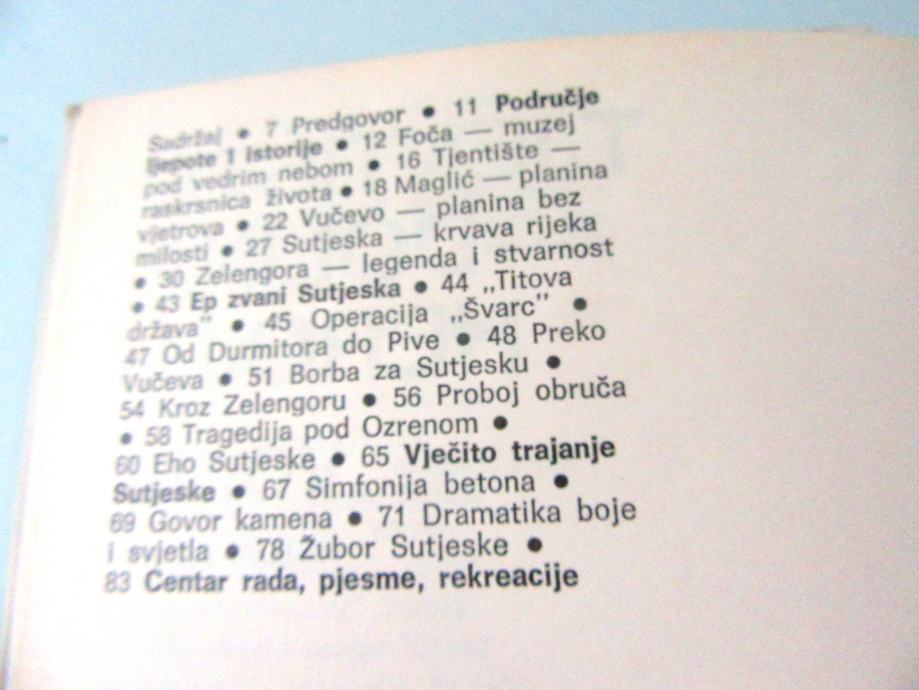 Sadržaj • 7 Predgovor • 11 Područje
ljepote i istorije • 12 Foča — muzej
pod vedrim nebom • 16 Tjentište —
raskrsnica života • 18 Maglić — planina
vjetrova • 22 Vučevo — planina bez
milosti • 27 Sutjeska — krvava rijeka
• 30 Zelengora — legenda i stvarnost
• 43 Ep zvani Sutjeska • 44 „Titova
država” • 45 Operacija „Švarc” •
47 Od Durmitora do Pive • 48 Preko
Vučeva • 51 Borba za Sutjesku •
54 Kroz Zelengoru • 56 Proboj obruča
• 58 Tragedija pod Ozrenom •
60 Eho Sutjeske • 65 Vječito trajanje
Sutjeske • 67 Simfonija betona •
69 Govor kamena • 71 Dramatika boje
i svjetla • 78 Žubor Sutjeske •
83 Centar rada, pjesme, rekreacije